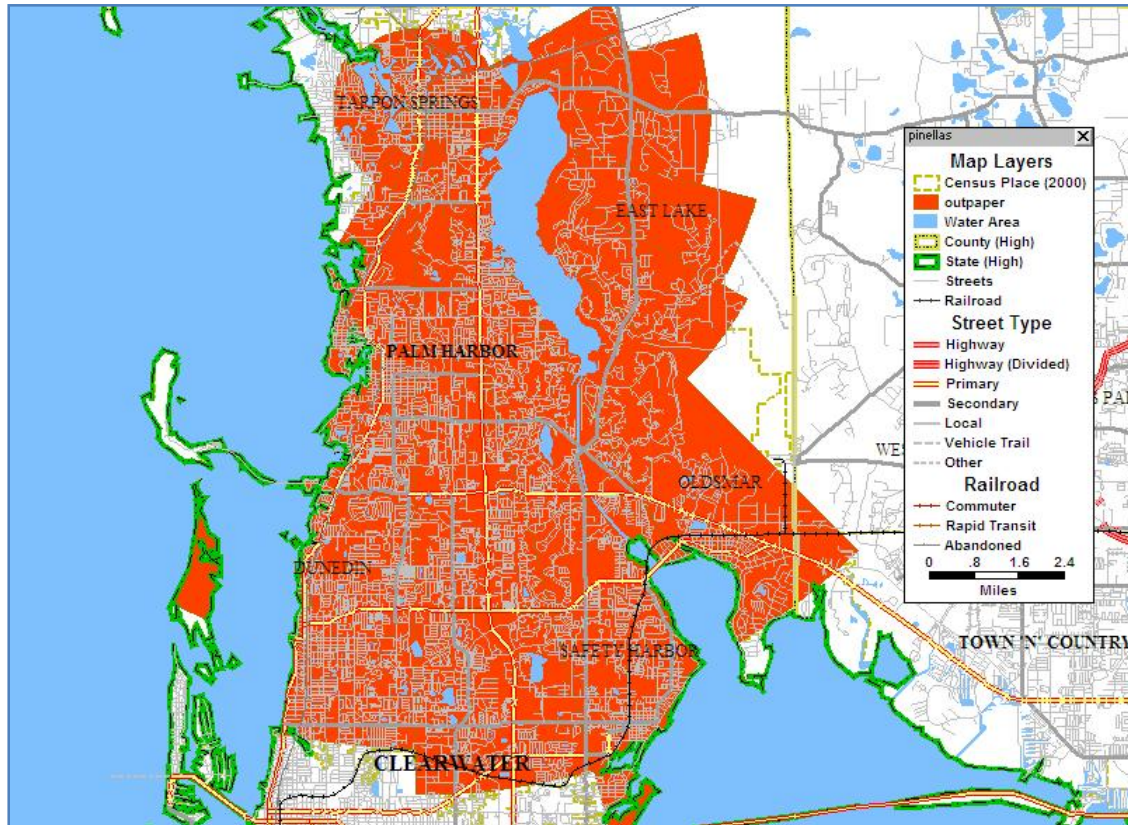 TARPON SPRINGS
EAST LAKE
PALM HARBOR
OLDSMAR
DUNEDIN
SAFETY HARBOR
CLEARWATER
TOWN 'N' COUNTRY
pinellas
Map Layers
Census Place (2000)
outpaper
Water Area
County (High)
State (High)
Streets
Railroad
Street Type
Highway
Highway (Divided)
Primary
Secondary
Local
Vehicle Trail
Other
Railroad
Commuter
Rapid Transit
Abandoned
0 .8 1.6 2.4
Miles